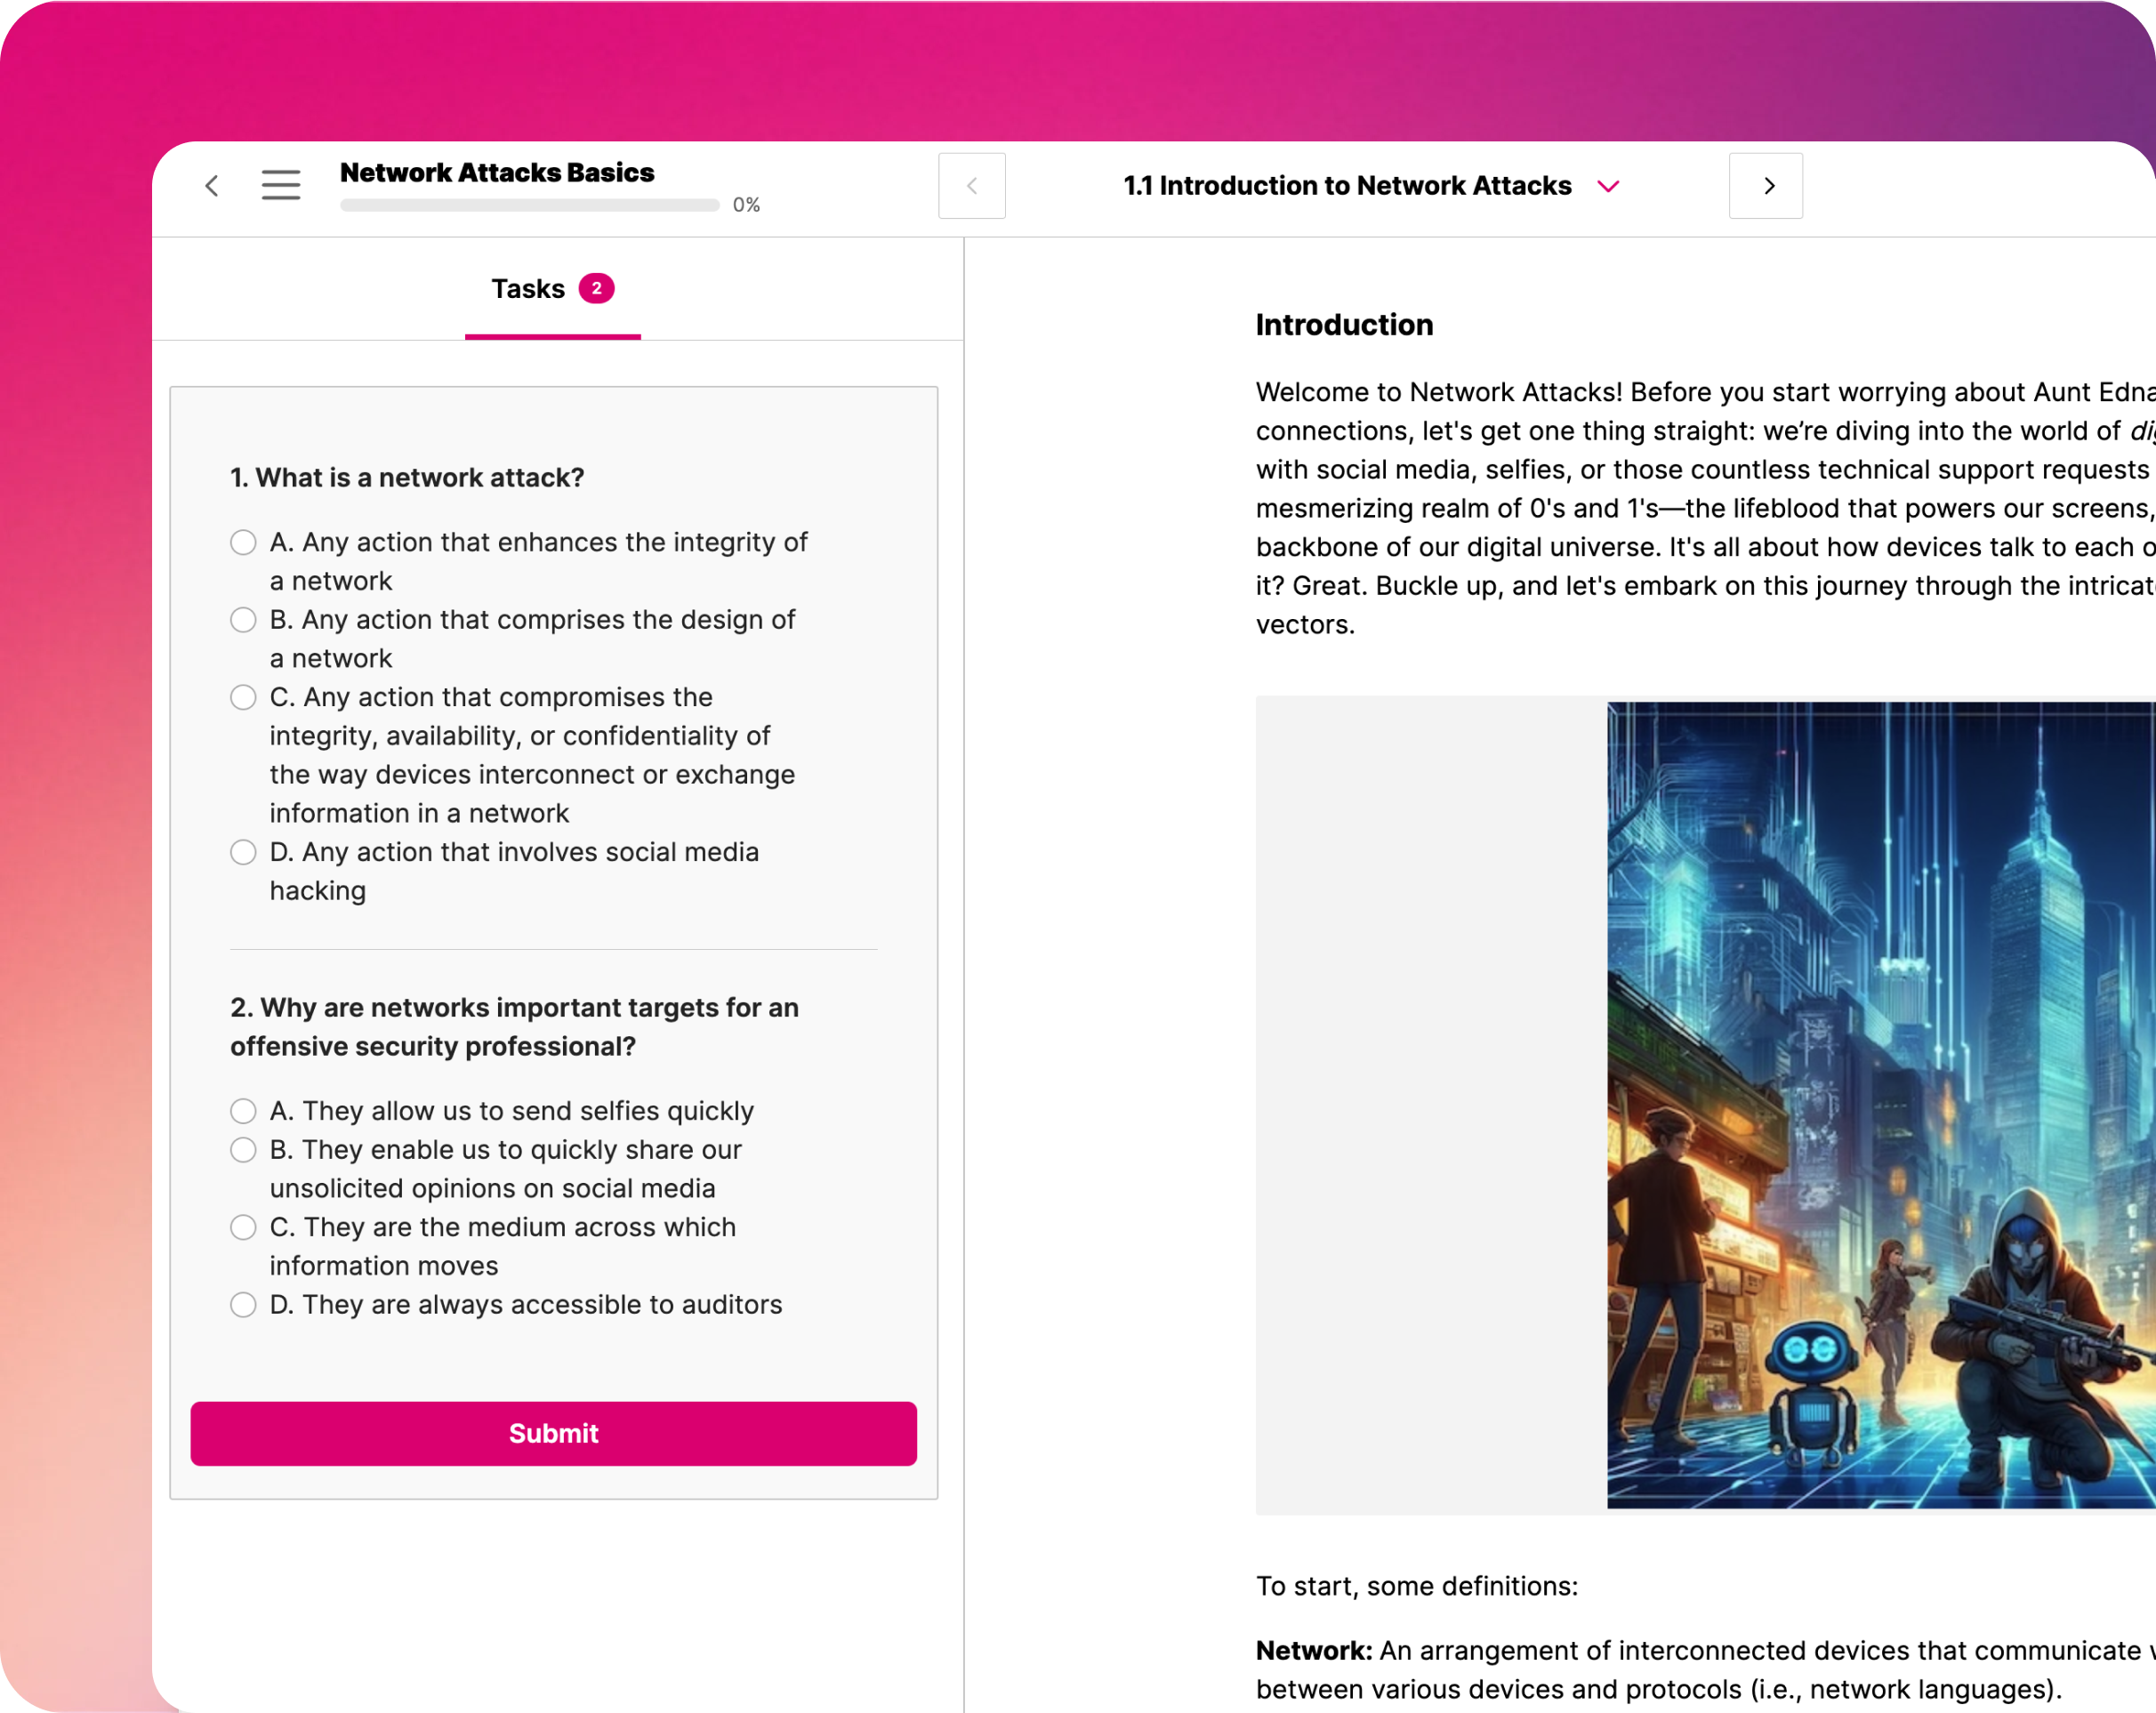 Network Attacks Basics
0%
1.1 Introduction to Network Attacks
Tasks 2
1. What is a network attack?
A. Any action that enhances the integrity of
a network
B. Any action that comprises the design of
a network
C. Any action that compromises the
integrity, availability, or confidentiality of
the way devices interconnect or exchange
information in a network
D. Any action that involves social media
hacking
2. Why are networks important targets for an
offensive security professional?
A. They allow us to send selfies quickly
B. They enable us to quickly share our
unsolicited opinions on social media
C. They are the medium across which
information moves
D. They are always accessible to auditors
Submit
Introduction
Welcome to Network Attacks! Before you start worrying about Aunt Edna
connections, let's get one thing straight: we’re diving into the world of
with social media, selfies, or those countless technical support requests
mesmerizing realm of 0's and 1's—the lifeblood that powers our screens,
backbone of our digital universe. It's all about how devices talk to each
it? Great. Buckle up, and let's embark on this journey through the
vectors.
To start, some definitions:
Network: An arrangement of interconnected devices that communicate
between various devices and protocols (i.e., network languages).